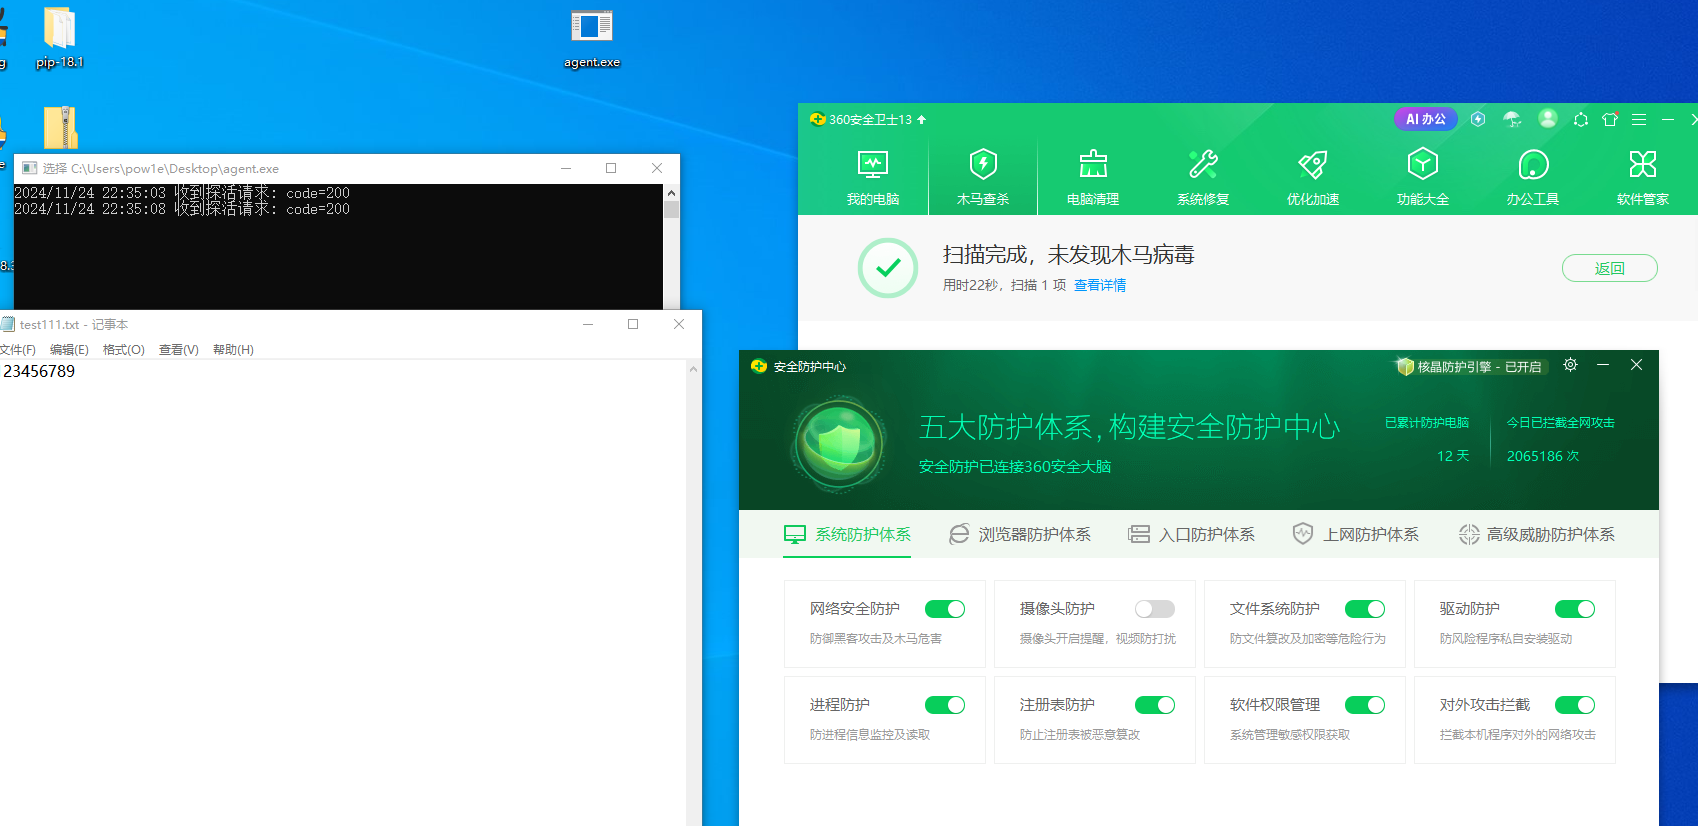 g
pip-18.1
agent.exe
e
8.3
选择 C:\Users\pow1e\Desktop\agent.exe
2024/11/24 22:35:03 收到探活请求: code=200
2024/11/24 22:35:08 收到探活请求: code=200
test111.txt - 记事本
文件(F) 编辑(E) 格式(O) 查看(V) 帮助(H)
123456789
360安全卫士13
AI 办公
我的电脑 木马查杀 电脑清理 系统修复 优化加速 功能大全 办公工具 软件管家
扫描完成，未发现木马病毒
用时22秒，扫描 1 项 查看详情
返回
安全防护中心
核晶防护引擎 - 已开启
五大防护体系,构建安全防护中心
安全防护已连接360安全大脑
已累计防护电脑 今日已拦截全网攻击
12 天 2065186 次
系统防护体系 浏览器防护体系 入口防护体系 上网防护体系 高级威胁防护体系
网络安全防护 摄像头防护 文件系统防护 驱动防护
防御黑客攻击及木马危害 摄像头开启提醒，视频防打扰 防文件篡改及加密等危险行为 防风险程序私自安装驱动
进程防护 注册表防护 软件权限管理 对外攻击拦截
防进程信息监控及读取 防止注册表被恶意篡改 系统管理敏感权限获取 拦截本机程序对外的网络攻击